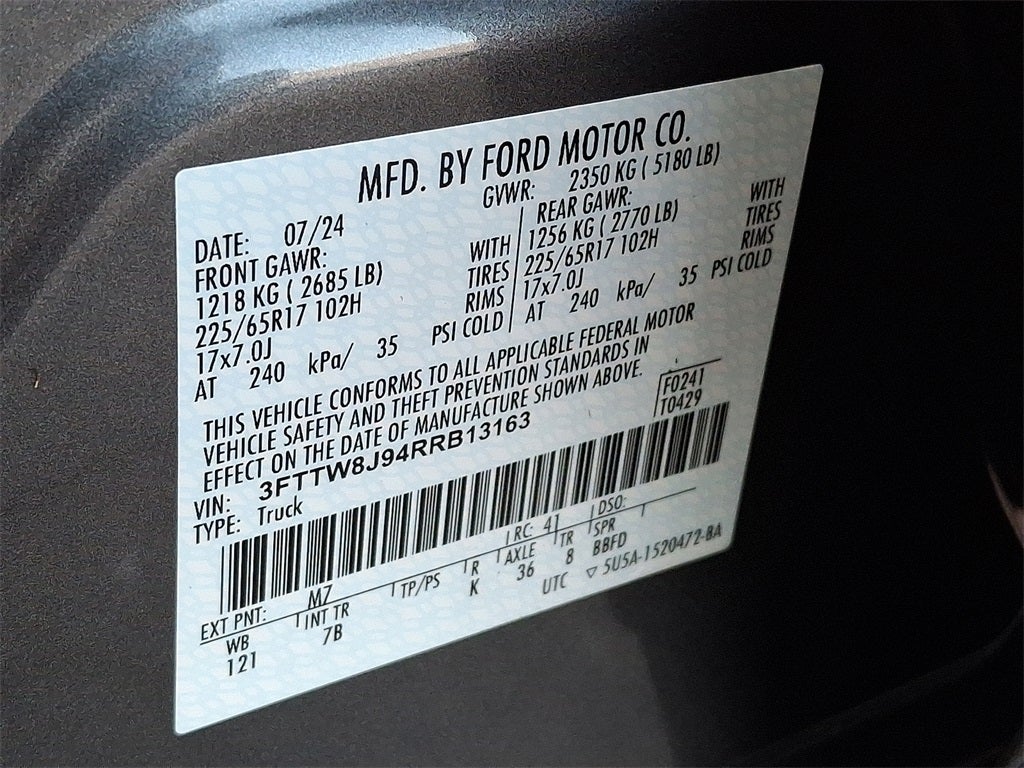 MFD. BY FORD MOTOR CO.
DATE: 07/24 GVWR: 2350 KG ( 5180 LB)
FRONT GAWR: REAR GAWR:
1218 KG ( 2685 LB) WITH 1256 KG ( 2770 LB) WITH
225/65R17 102H TIRES 225/65R17 102H TIRES
17x7.0J RIMS 17x7.0J RIMS
AT 240 kPa/ 35 PSI COLD AT 240 kPa/ 35 PSI COLD
THIS VEHICLE CONFORMS TO ALL APPLICABLE FEDERAL MOTOR
VEHICLE SAFETY AND THEFT PREVENTION STANDARDS IN
EFFECT ON THE DATE OF MANUFACTURE SHOWN ABOVE.
F0241
T0429
VIN: 3FTTW8J94RRB13163
TYPE: Truck
EXT PNT: M7 RC: 41 DSO:
WB INT TR TP/PS R AXLE TR SPR
121 7B K 36 8 BBFD
UTC ▽ 5U5A-1520472-BA